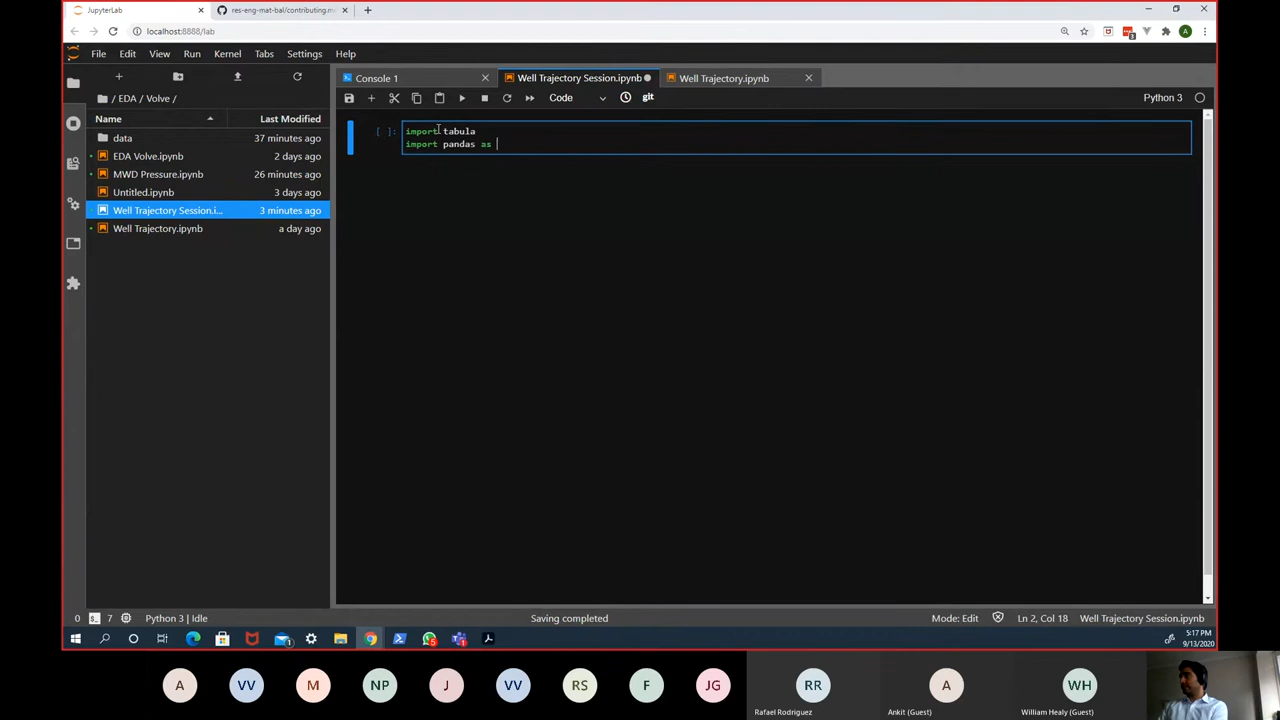 JupyterLab
res-eng-mat-bal/contributing.m
localhost:8888/lab
File Edit View Run Kernel Tabs Settings Help
Console 1
Well Trajectory Session.ipynb
Well Trajectory.ipynb
/ EDA / Volve /
Code
git
Python 3
Name
Last Modified
data
37 minutes ago
EDA Volve.ipynb
2 days ago
MWD Pressure.ipynb
26 minutes ago
Untitled.ipynb
3 days ago
Well Trajectory Session.i...
3 minutes ago
Well Trajectory.ipynb
a day ago
[ ]:
import tabula
import pandas as
0
7
Python 3 | Idle
Saving completed
Mode: Edit
Ln 2, Col 18
Well Trajectory Session.ipynb
5:17 PM
9/13/2020
A
VV
M
NP
J
VV
RS
F
JG
RR
A
WH
Rafael Rodriguez
Ankit (Guest)
William Healy (Guest)